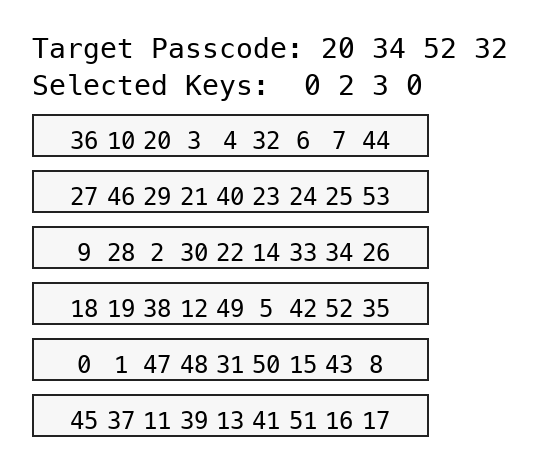 Target Passcode: 20 34 52 32
Selected Keys: 0 2 3 0
36 10 20 3 4 32 6 7 44
27 46 29 21 40 23 24 25 53
9 28 2 30 22 14 33 34 26
18 19 38 12 49 5 42 52 35
0 1 47 48 31 50 15 43 8
45 37 11 39 13 41 51 16 17